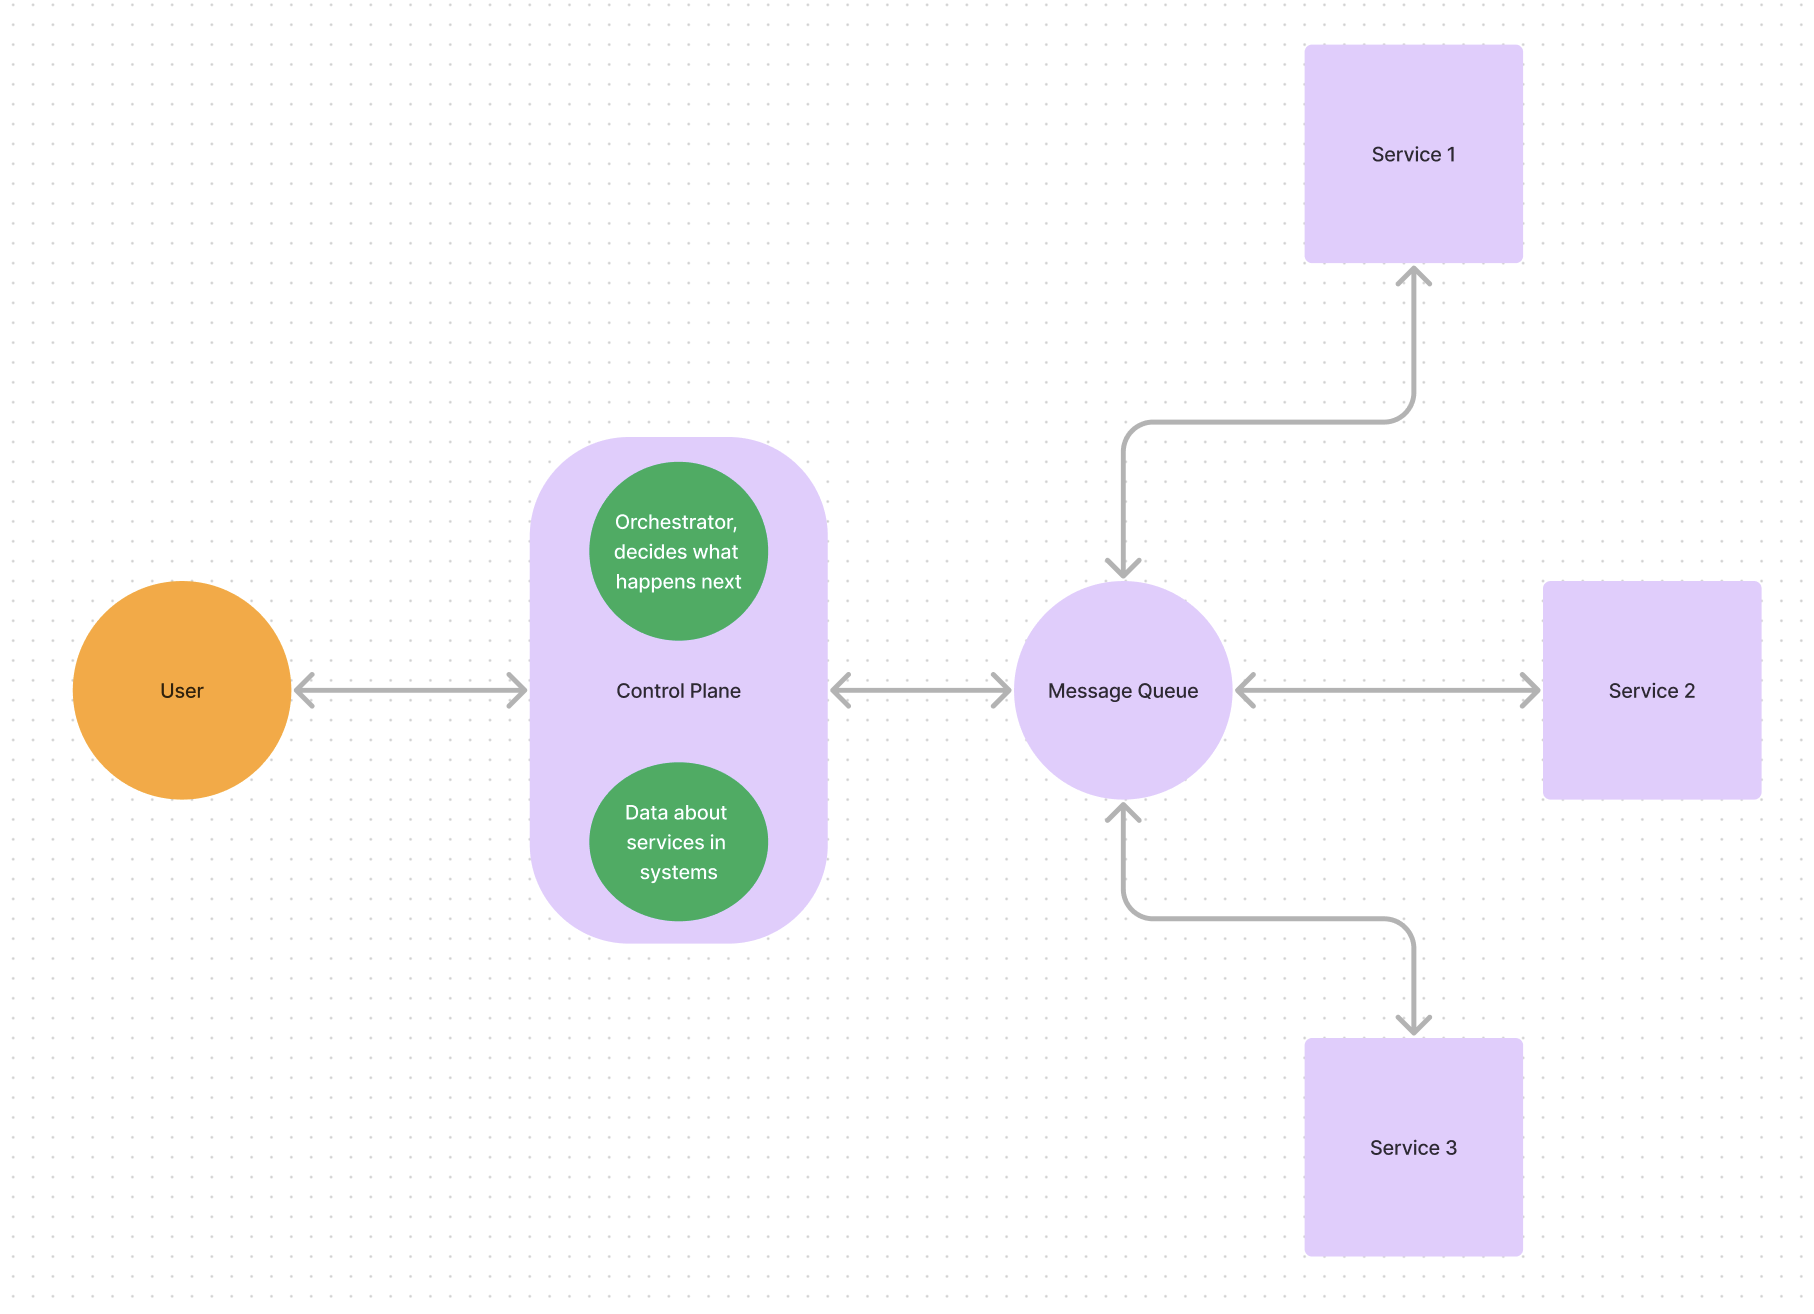 Service 1
Orchestrator,
decides what
happens next
User
Control Plane
Message Queue
Service 2
Data about
services in
systems
Service 3